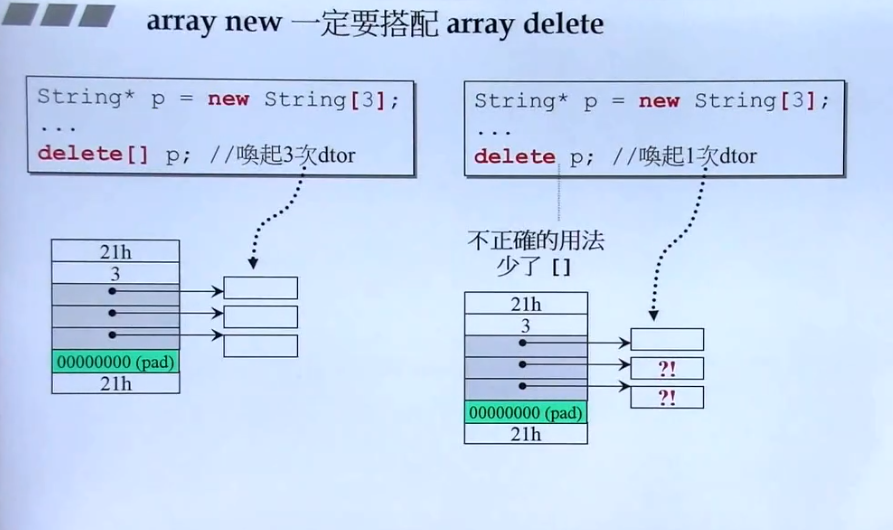 array new 一定要搭配 array delete
String* p = new String[3];
...
delete[] p; //喚起3次dtor
21h
3
00000000 (pad)
21h
String* p = new String[3];
...
delete p; //喚起1次dtor
不正確的用法
少了 []
21h
3
?!
?!
00000000 (pad)
21h